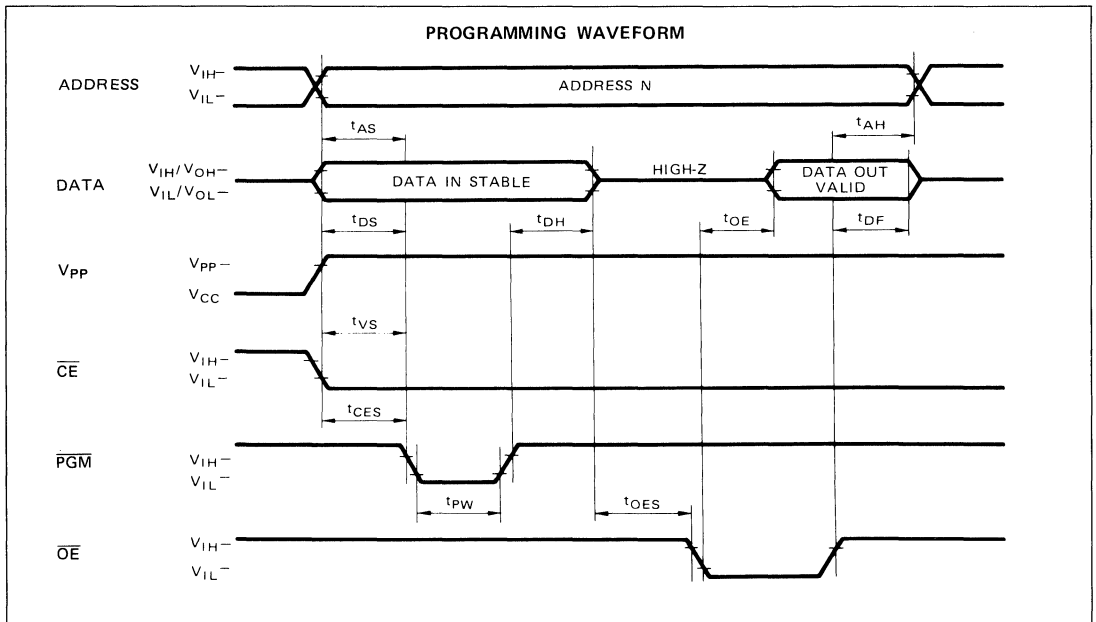 PROGRAMMING WAVEFORM
ADDRESS
VIH
VIL
ADDRESS N
tAS
tAH
DATA
VIH/VOH
VIL/VOL
DATA IN STABLE
HIGH-Z
DATA OUT
VALID
tDS
tDH
tOE
tDF
VPP
VPP
VCC
tVS
CE
VIH
VIL
tCES
PGM
VIH
VIL
tPW
tOES
OE
VIH
VIL